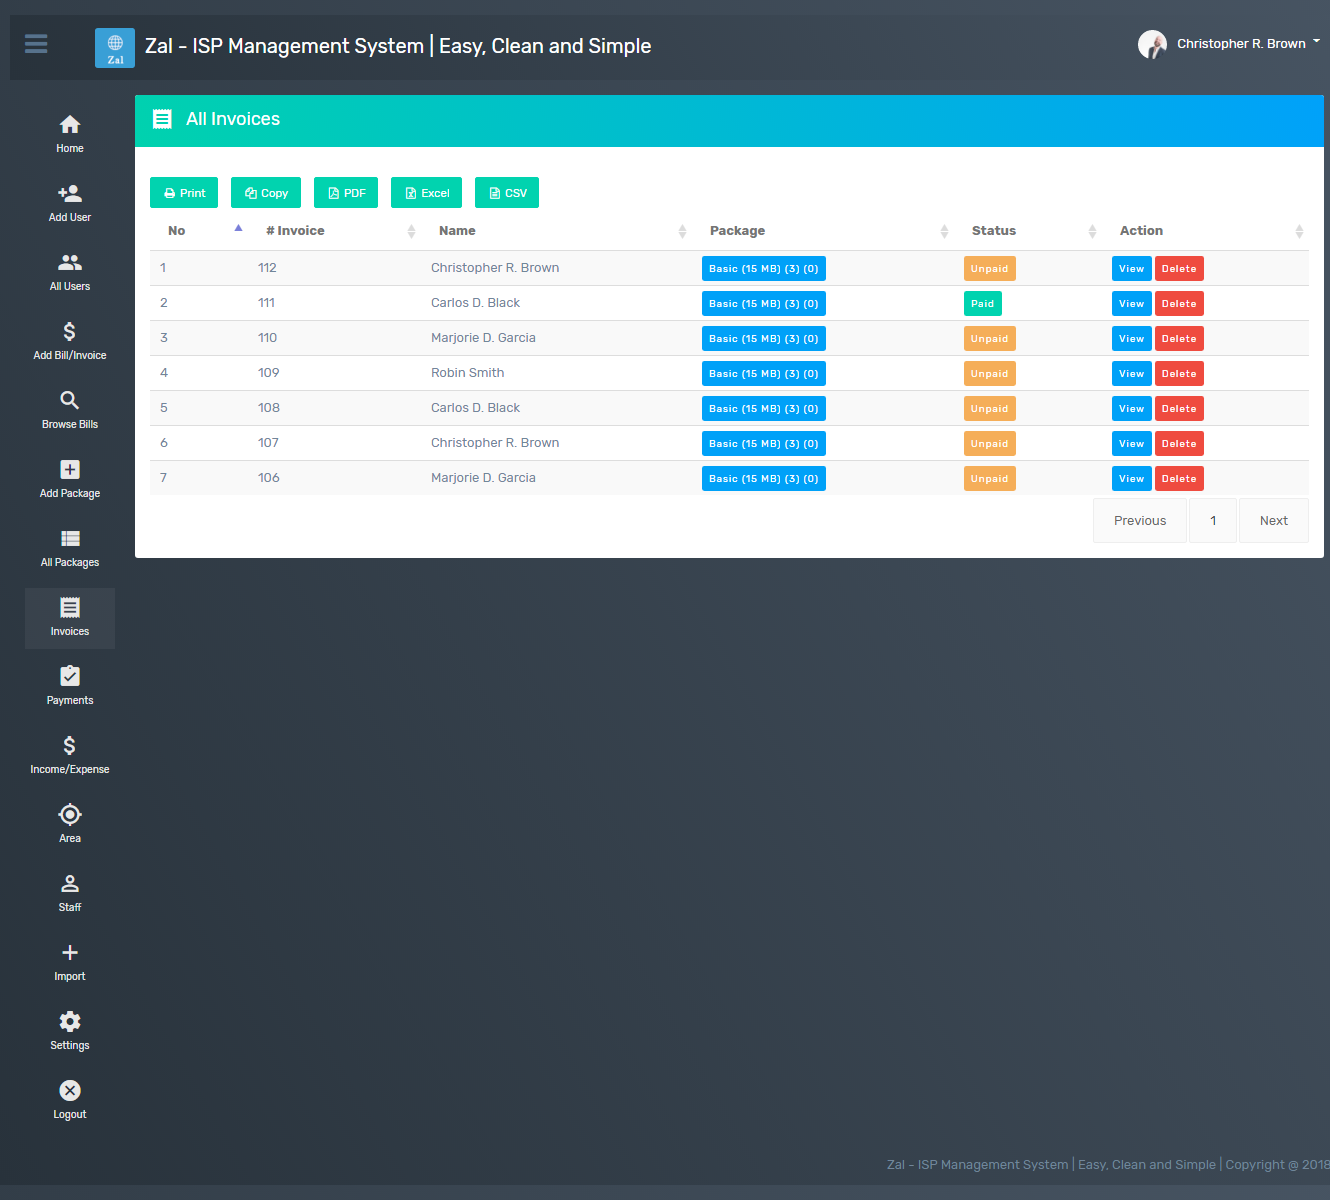 Zal
Zal - ISP Management System | Easy, Clean and Simple
Christopher R. Brown
Home
Add User
All Users
Add Bill/Invoice
Browse Bills
Add Package
All Packages
Invoices
Payments
Income/Expense
Area
Staff
Import
Settings
Logout
All Invoices
Print Copy PDF Excel CSV
No # Invoice Name Package Status Action
1 112 Christopher R. Brown Basic (15 MB) (3) (0) Unpaid View Delete
2 111 Carlos D. Black Basic (15 MB) (3) (0) Paid View Delete
3 110 Marjorie D. Garcia Basic (15 MB) (3) (0) Unpaid View Delete
4 109 Robin Smith Basic (15 MB) (3) (0) Unpaid View Delete
5 108 Carlos D. Black Basic (15 MB) (3) (0) Unpaid View Delete
6 107 Christopher R. Brown Basic (15 MB) (3) (0) Unpaid View Delete
7 106 Marjorie D. Garcia Basic (15 MB) (3) (0) Unpaid View Delete
Previous 1 Next
Zal - ISP Management System | Easy, Clean and Simple | Copyright @ 2018